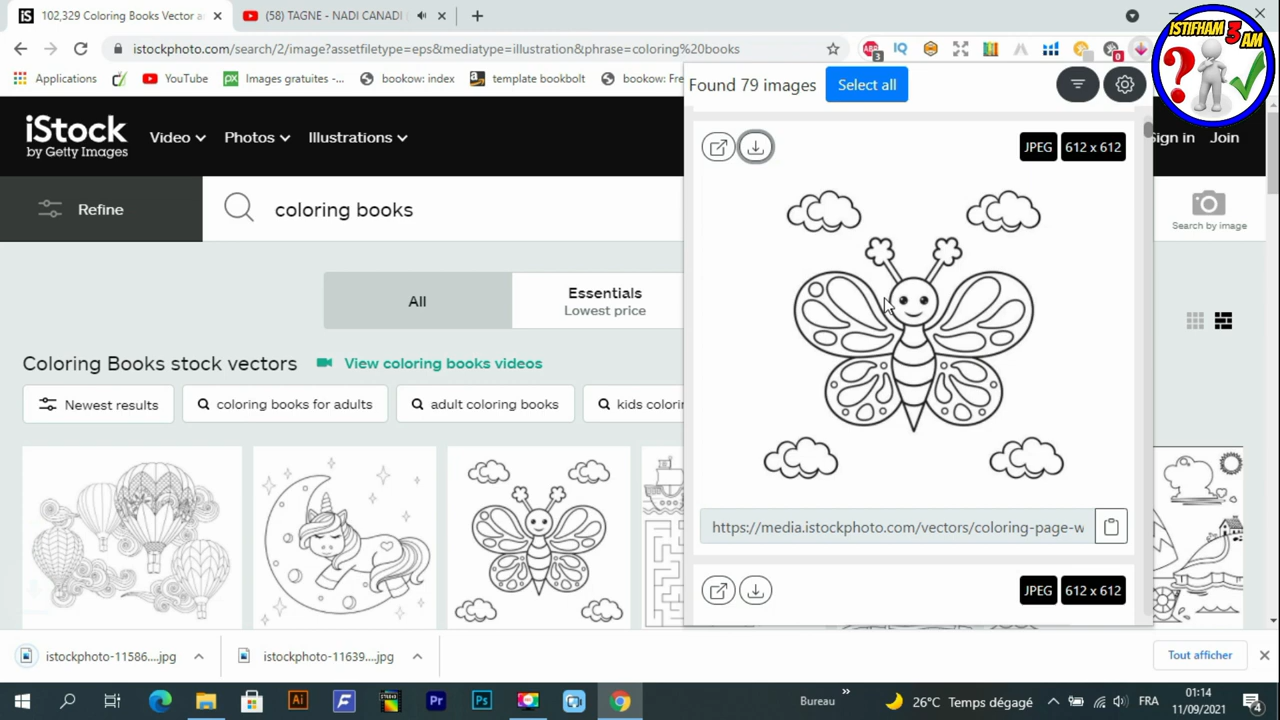 102,329 Coloring Books Vector a
(58) TAGNE - NADI CANADI
istockphoto.com/search/2/image?assetfiletype=eps&mediatype=illustration&phrase=coloring%20books
Applications
YouTube
Images gratuites - ...
bookow: index
template bookbolt
bookow: Fre
ISTIFHAM 3AM
iStock
by Getty Images
Video
Photos
Illustrations
Sign in
Join
Found 79 images
Select all
JPEG
612 x 612
Refine
coloring books
Search by image
All
Essentials
Lowest price
Coloring Books stock vectors
View coloring books videos
Newest results
coloring books for adults
adult coloring books
kids colorin
https://media.istockphoto.com/vectors/coloring-page-w
JPEG
612 x 612
istockphoto-11586....jpg
istockphoto-11639....jpg
Tout afficher
Bureau
26°C Temps dégagé
FRA
01:14
11/09/2021
4